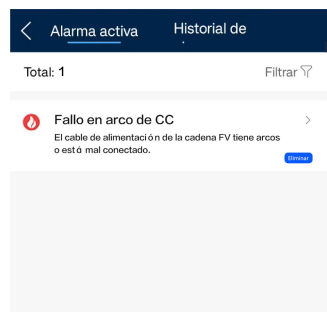 Alarma activa Historial de
Total: 1 Filtrar
Fallo en arco de CC
El cable de alimentación de la cadena FV tiene arcos
o está mal conectado.
Eliminar